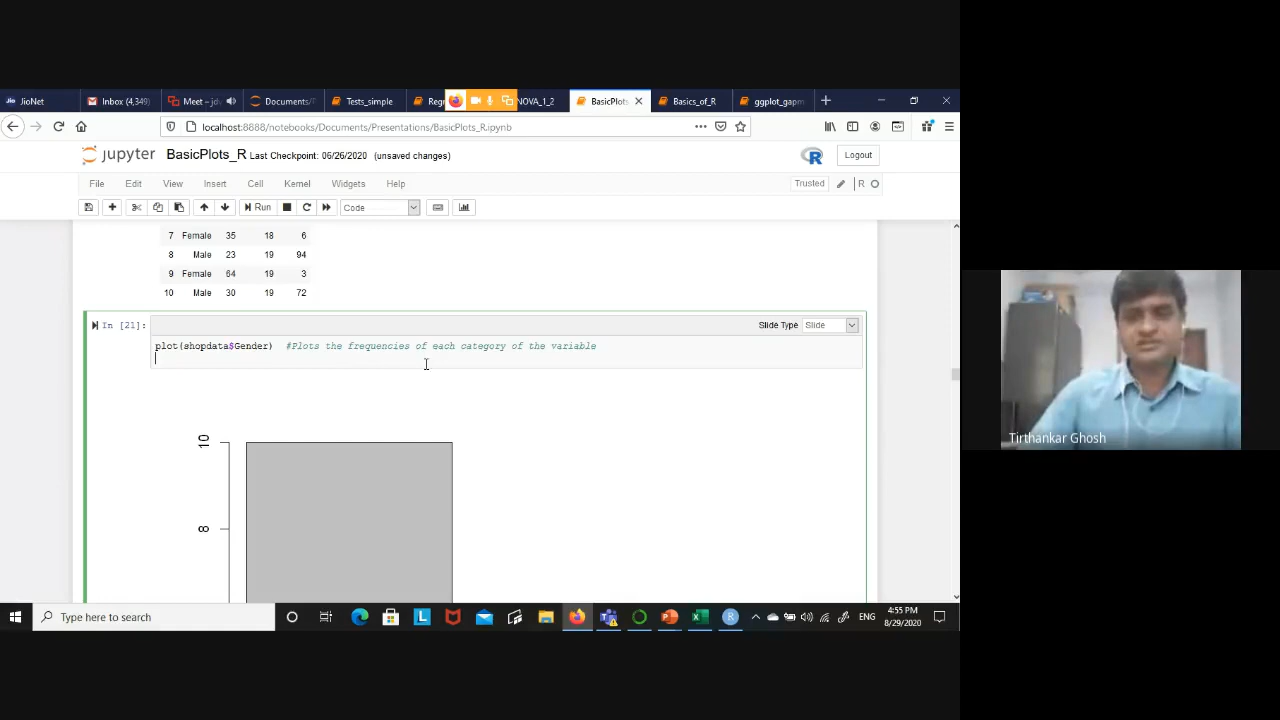 JioNet
Inbox (4,349)
Meet – jdv
Documents/F
Tests_simple
Regr
NOVA_1_2
BasicPlots
Basics_of_R
ggplot_gapm
localhost:8888/notebooks/Documents/Presentations/BasicPlots_R.ipynb
jupyter BasicPlots_R Last Checkpoint: 06/26/2020 (unsaved changes)
Logout
File Edit View Insert Cell Kernel Widgets Help
Trusted
R
Run
Code
7 Female 35 18 6
8 Male 23 19 94
9 Female 64 19 3
10 Male 30 19 72
In [21]:
Slide Type Slide
plot(shopdata$Gender) #Plots the frequencies of each category of the variable
10
8
Tirthankar Ghosh
Type here to search
ENG
4:55 PM
8/29/2020